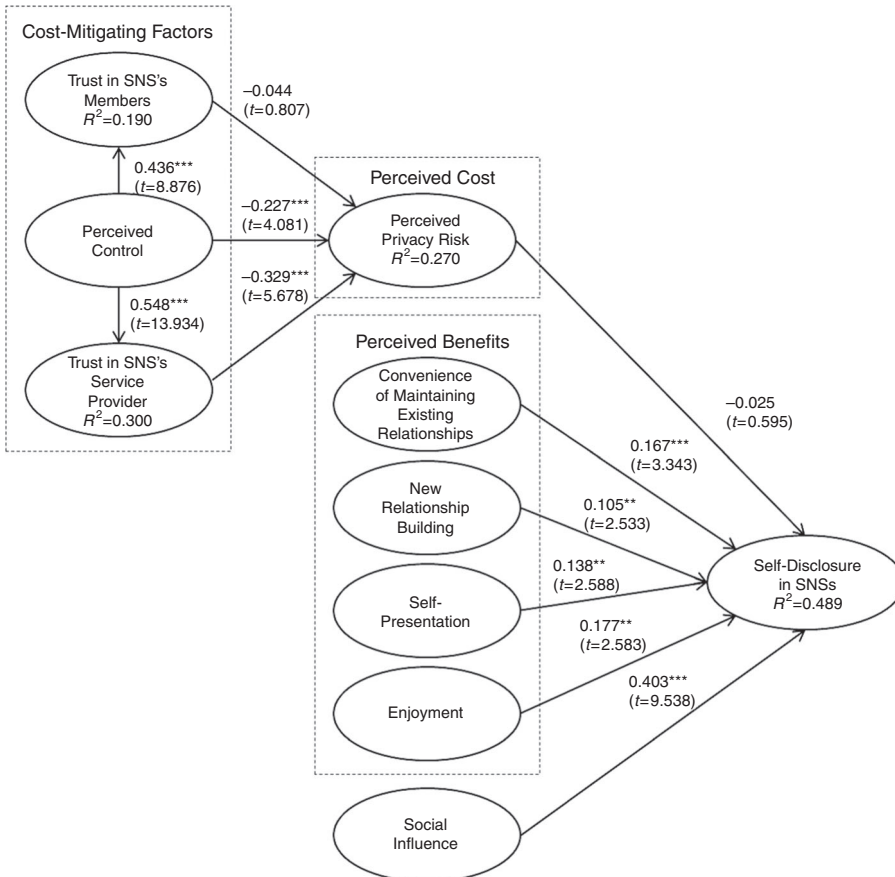 Cost-Mitigating Factors
Trust in SNS's
Members
R²=0.190
–0.044
(t=0.807)
0.436***
(t=8.876)
Perceived
Control
–0.227***
(t=4.081)
Perceived Cost
Perceived
Privacy Risk
R²=0.270
–0.329***
(t=5.678)
0.548***
(t=13.934)
Trust in SNS's
Service
Provider
R²=0.300
Perceived Benefits
Convenience
of Maintaining
Existing
Relationships
–0.025
(t=0.595)
0.167***
(t=3.343)
New
Relationship
Building
0.105**
(t=2.533)
Self-Disclosure
in SNSs
R²=0.489
0.138**
(t=2.588)
Self-
Presentation
0.177**
(t=2.583)
Enjoyment
0.403***
(t=9.538)
Social
Influence